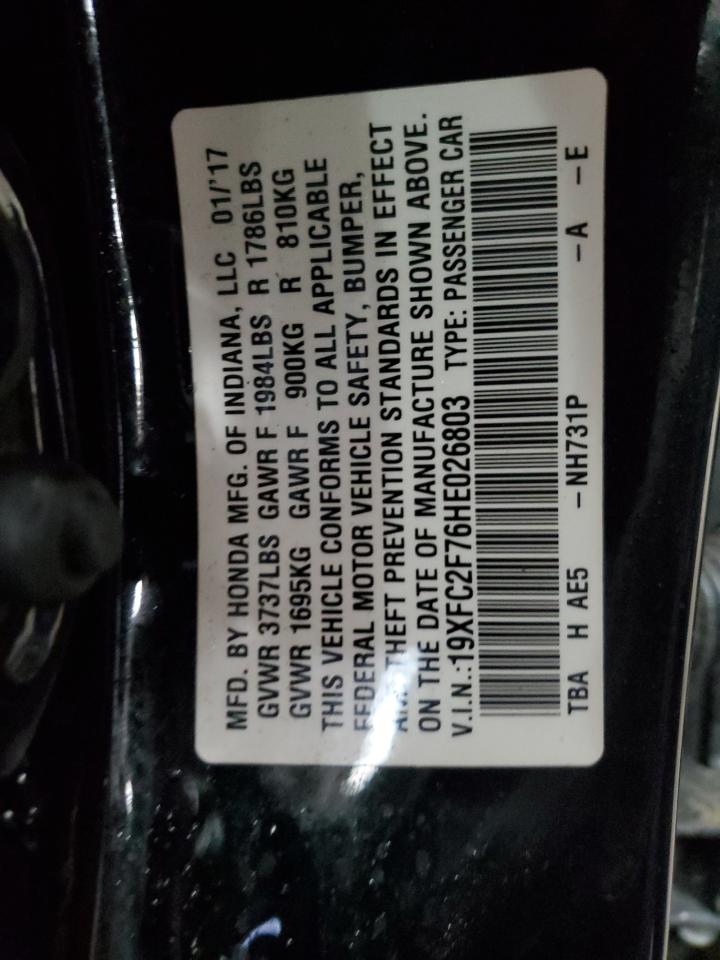 MFD. BY HONDA MFG. OF INDIANA, LLC 01/'17
GVWR 3737LBS GAWR F 1984LBS R 1786LBS
GVWR 1695KG GAWR F 900KG R 810KG
THIS VEHICLE CONFORMS TO ALL APPLICABLE
FEDERAL MOTOR VEHICLE SAFETY, BUMPER,
AND THEFT PREVENTION STANDARDS IN EFFECT
ON THE DATE OF MANUFACTURE SHOWN ABOVE.
V.I.N.:19XFC2F76HE026803 TYPE: PASSENGER CAR
TBA H AE5 -NH731P -A -E